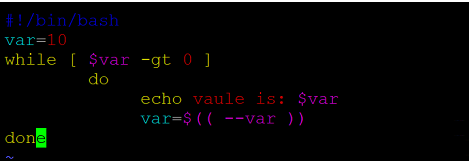 #!/bin/bash
var=10
while [ $var -gt 0 ]
do
echo vaule is: $var
var=$(( --var ))
done
~